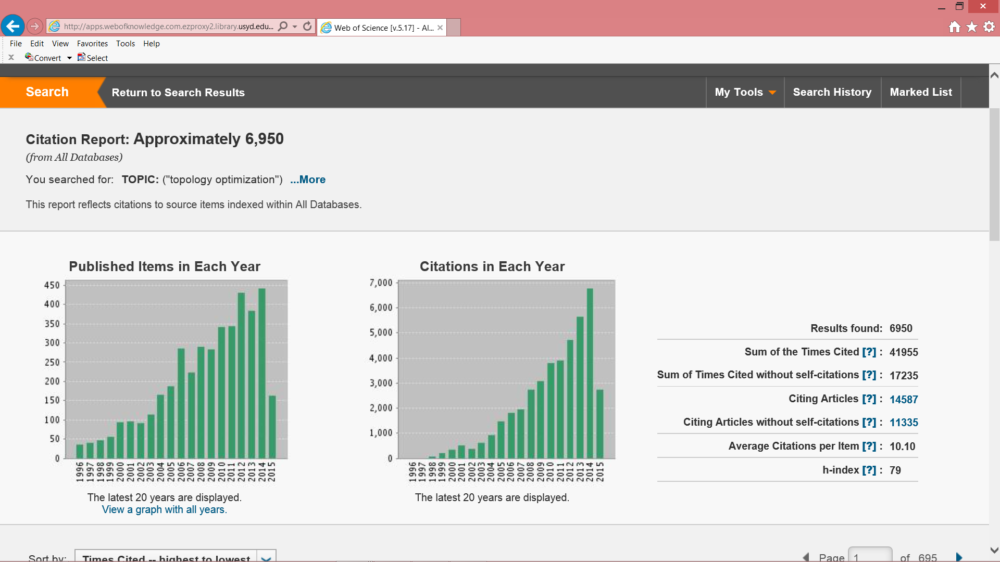 http://apps.webofknowledge.com.ezproxy2.library.usyd.edu...
Web of Science [v.5.17] - Al...
File Edit View Favorites Tools Help
x Convert Select
Search Return to Search Results My Tools Search History Marked List
Citation Report: Approximately 6,950
(from All Databases)
You searched for: TOPIC: ("topology optimization") ...More
This report reflects citations to source items indexed within All Databases.
Published Items in Each Year
450
400
350
300
250
200
150
100
50
0
1996 1997 1998 1999 2000 2001 2002 2003 2004 2005 2006 2007 2008 2009 2010 2011 2012 2013 2014 2015
The latest 20 years are displayed.
View a graph with all years.
Citations in Each Year
7,000
6,000
5,000
4,000
3,000
2,000
1,000
0
1996 1997 1998 1999 2000 2001 2002 2003 2004 2005 2006 2007 2008 2009 2010 2011 2012 2013 2014 2015
The latest 20 years are displayed.
Results found: 6950
Sum of the Times Cited [?] : 41955
Sum of Times Cited without self-citations [?] : 17235
Citing Articles [?] : 14587
Citing Articles without self-citations [?] : 11335
Average Citations per Item [?] : 10.10
h-index [?] : 79
Sort by: Times Cited -- highest to lowest
Page 1 of 695